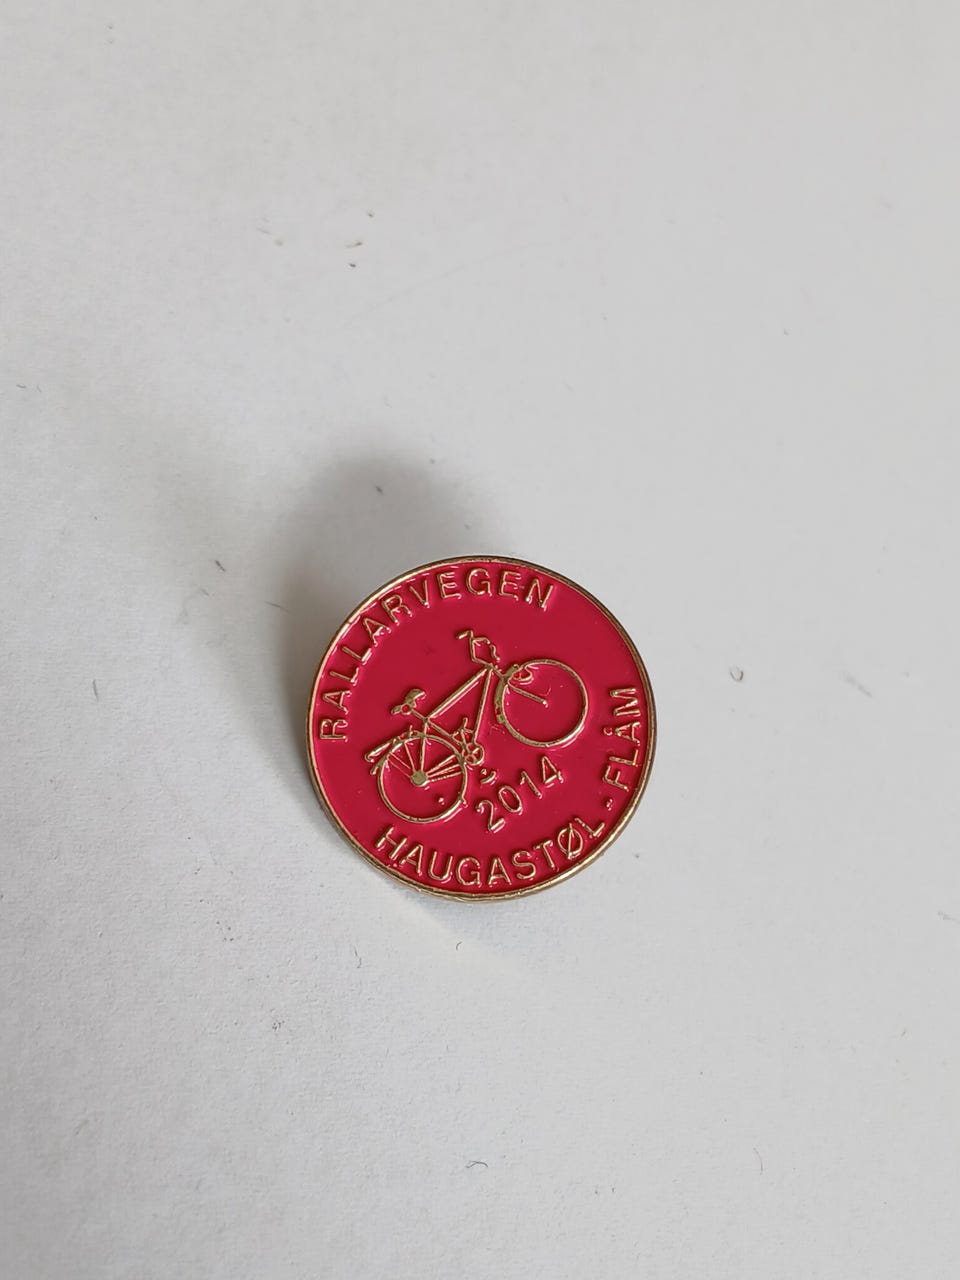 RALLARVEGEN
2014
HAUGASTØL · FLÅM